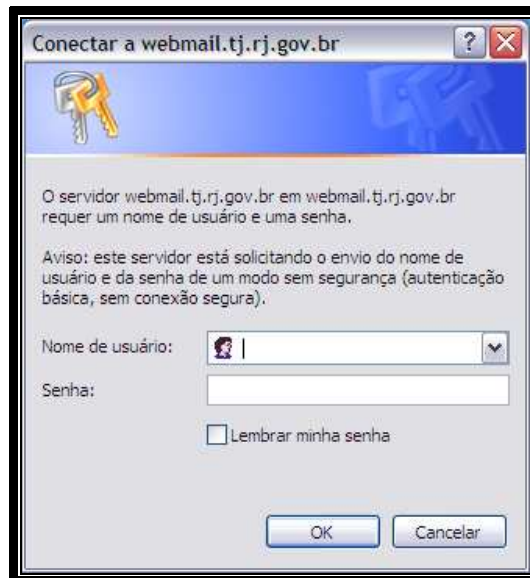 Conectar a webmail.tj.rj.gov.br
?
O servidor webmail.tj.rj.gov.br em webmail.tj.rj.gov.br
requer um nome de usuário e uma senha.
Aviso: este servidor está solicitando o envio do nome de
usuário e da senha de um modo sem segurança (autenticação
básica, sem conexão segura).
Nome de usuário:
Senha:
Lembrar minha senha
OK Cancelar